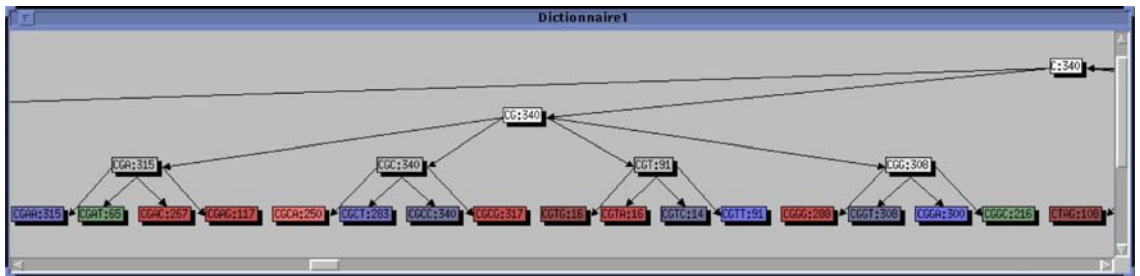 Dictionnaire1
C:340
CG:340
CGA:315 CGC:340 CGT:91 CGG:308
CGAA:315 CGAT:65 CGAC:267 CGAG:117 CGCA:250 CGCT:283 CGCC:340 CGCG:317 CGTG:16 CGTA:16 CGTC:14 CGTT:91 CGGG:288 CGGT:308 CGGA:300 CGGC:216 CTAG:108